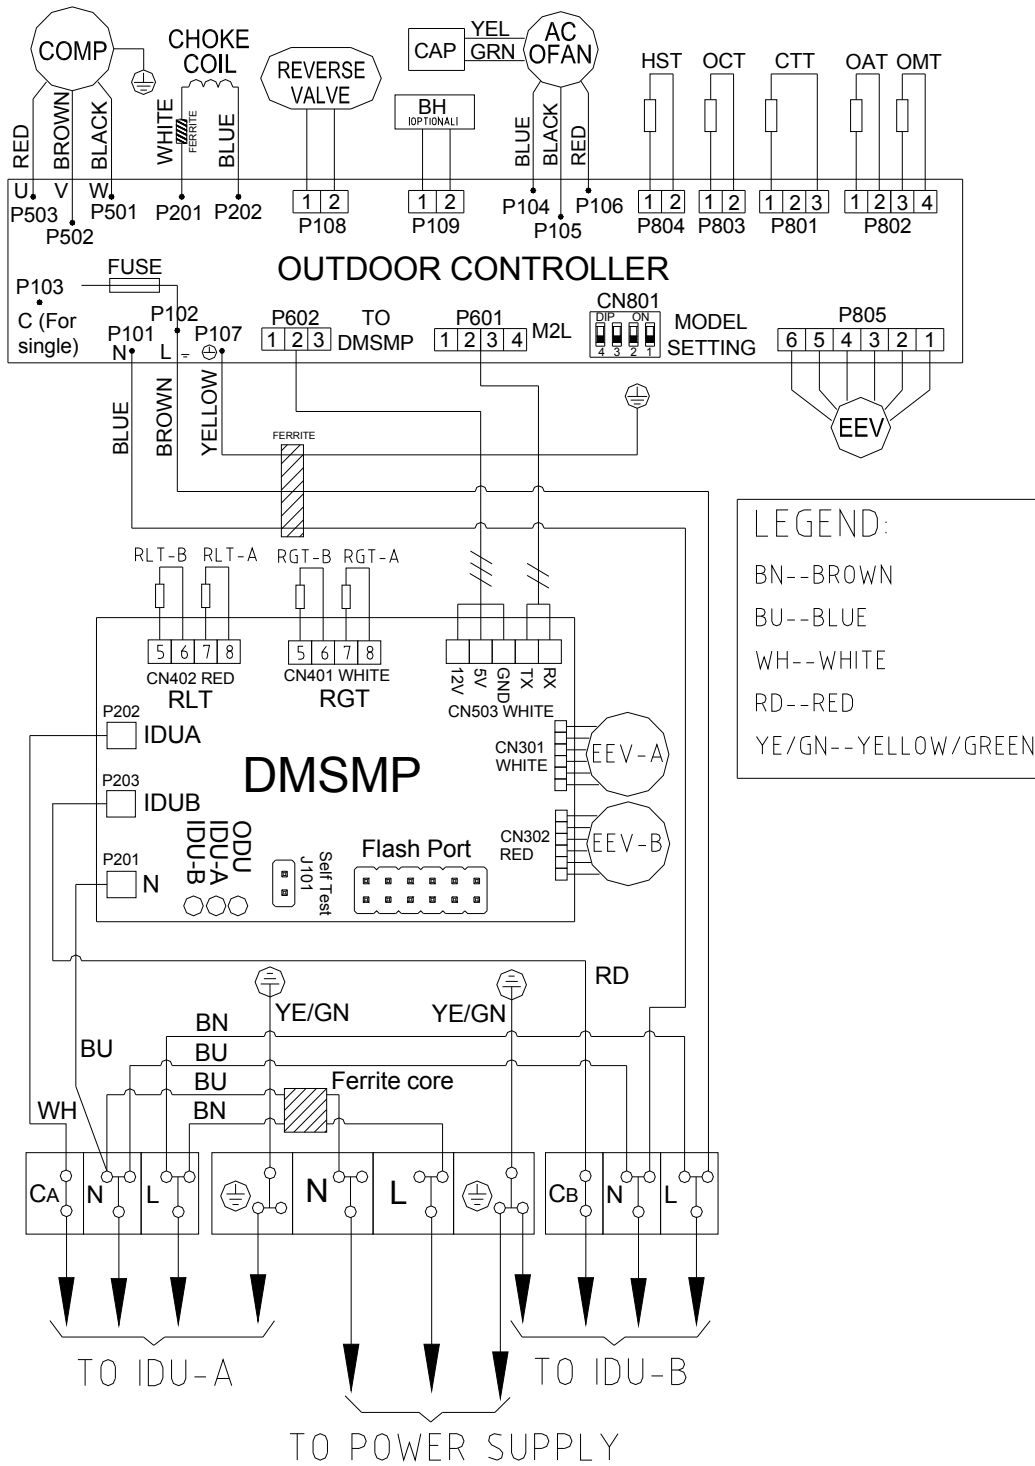 COMP
CHOKE
COIL
REVERSE
VALVE
CAP
YEL
GRN
AC
OFAN
BH
(OPTIONAL)
HST
OCT
CTT
OAT
OMT
RED
BROWN
BLACK
WHITE
FERRITE
BLUE
BLUE
BLACK
RED
U
V
W
P503
P502
P501
P201
P202
1 2
P108
1 2
P109
P104
P105
P106
1 2
P804
1 2
P803
1 2 3
P801
1 2 3 4
P802
FUSE
OUTDOOR CONTROLLER
P103
C (For
single)
P102
P101
P107
N
L
P602
1 2 3
TO
DMSMP
P601
1 2 3 4
M2L
CN801
DIP ON
4 3 2 1
MODEL
SETTING
P805
6 5 4 3 2 1
EEV
BLUE
BROWN
YELLOW
FERRITE
LEGEND:
BN--BROWN
BU--BLUE
WH--WHITE
RD--RED
YE/GN--YELLOW/GREEN
RLT-B
RLT-A
RGT-B
RGT-A
5 6 7 8
CN402 RED
RLT
5 6 7 8
CN401 WHITE
RGT
12V
5V
GND
TX
RX
CN503 WHITE
P202
IDUA
P203
IDUB
P201
N
DMSMP
CN301
WHITE
EEV-A
CN302
RED
EEV-B
IDU-B
IDU-A
ODU
Self Test
J101
Flash Port
RD
YE/GN
YE/GN
BN
BU
BU
BU
BN
Ferrite core
WH
CA
N
L
N
L
CB
N
L
TO IDU-A
TO IDU-B
TO POWER SUPPLY